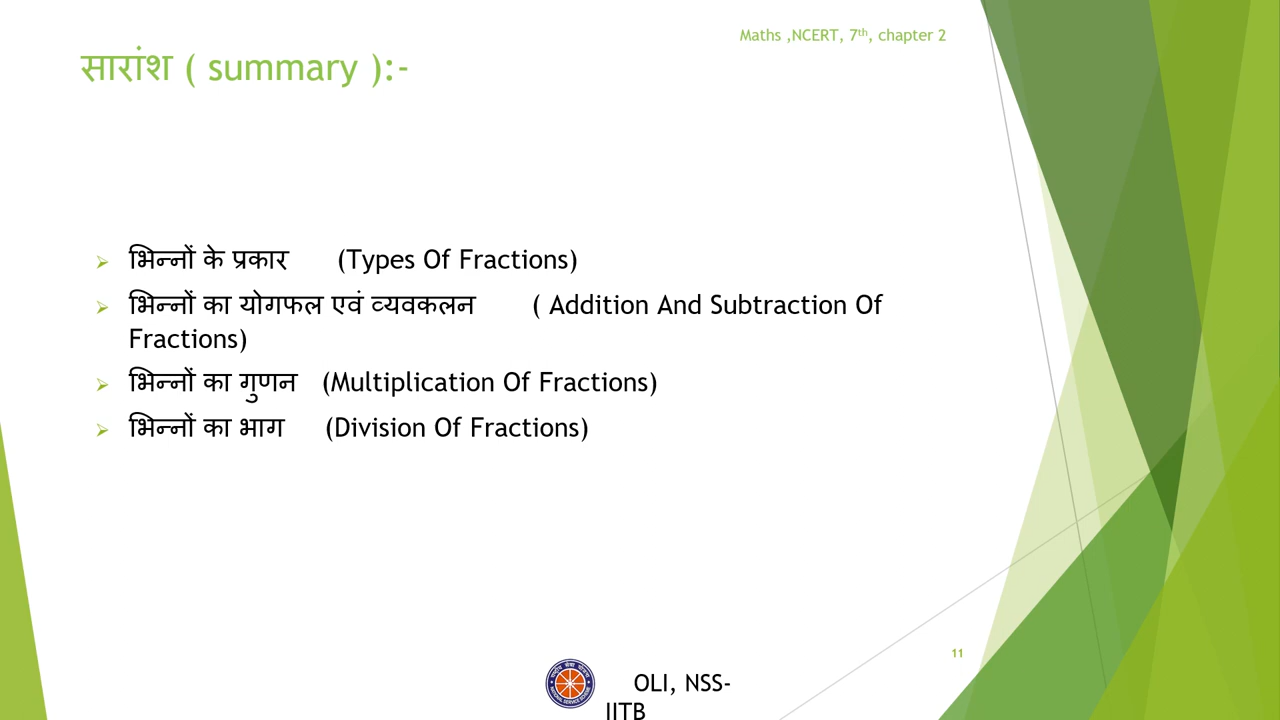 Maths ,NCERT, 7th, chapter 2
सारांश ( summary ):-
भिन्नों के प्रकार (Types Of Fractions)
भिन्नों का योगफल एवं व्यवकलन ( Addition And Subtraction Of
Fractions)
भिन्नों का गुणन (Multiplication Of Fractions)
भिन्नों का भाग (Division Of Fractions)
11
OLI, NSS-
IITB